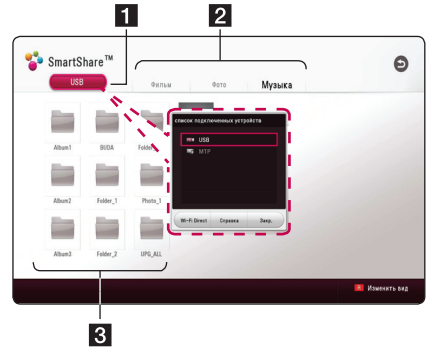 1
2
SmartShare™
USB
Фильм Фото Музыка
список подключенных устройств
USB
MTP
Wi-Fi Direct Справка Закр.
Album1 BUDA Folder
Album2 Folder_1 Photo_1
Album3 Folder_2 UPG_ALL
R Изменить вид
3